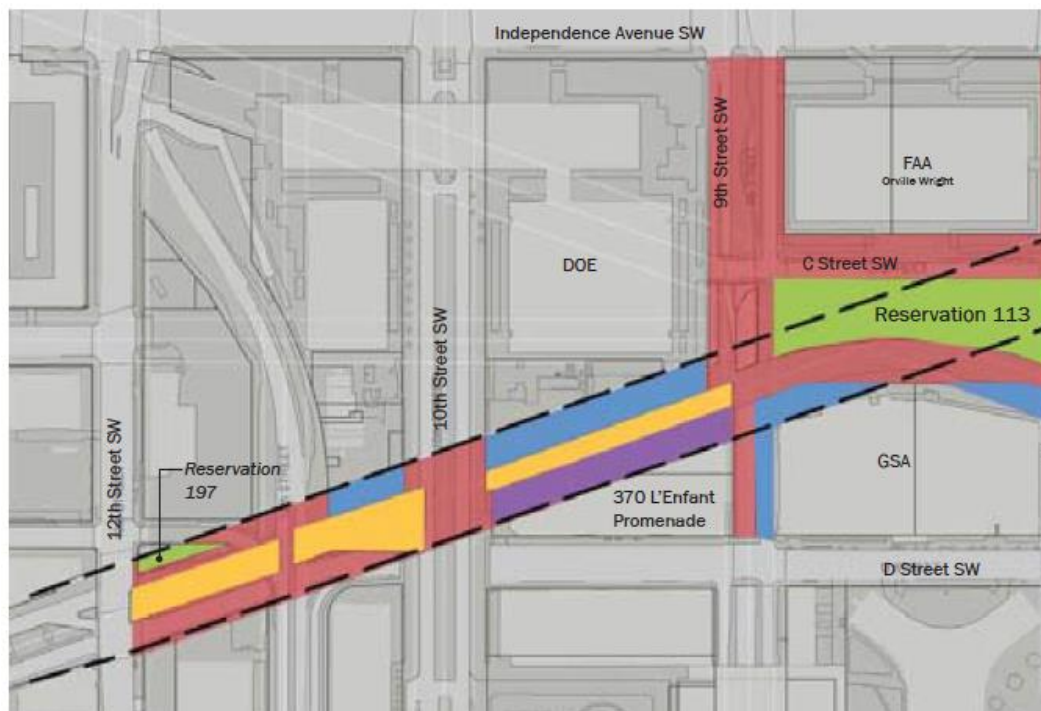 Independence Avenue SW
9th Street SW
FAA
Orville Wright
C Street SW
DOE
Reservation 113
10th Street SW
12th Street SW
Reservation
197
GSA
370 L'Enfant
Promenade
D Street SW